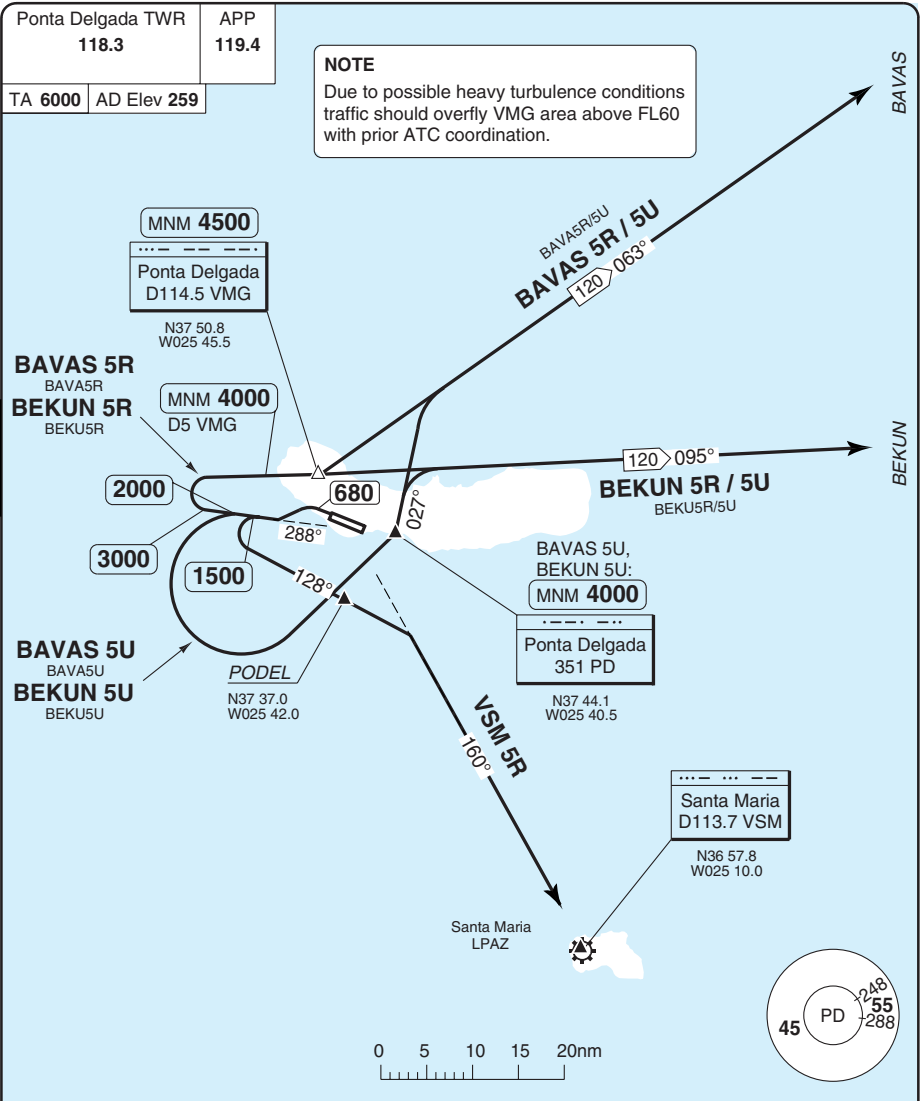 Ponta Delgada TWR
118.3
APP
119.4
TA 6000
AD Elev 259
NOTE
Due to possible heavy turbulence conditions
traffic should overfly VMG area above FL60
with prior ATC coordination.
BAVAS
MNM 4500
Ponta Delgada
D114.5 VMG
N37 50.8
W025 45.5
BAVA5R/5U
BAVAS 5R / 5U
120 063°
BAVAS 5R
BAVA5R
BEKUN 5R
BEKU5R
MNM 4000
D5 VMG
120 095°
BEKUN
BEKUN 5R / 5U
BEKU5R/5U
2000
680
027°
288°
3000
1500
128°
BAVAS 5U,
BEKUN 5U:
MNM 4000
Ponta Delgada
351 PD
N37 44.1
W025 40.5
BAVAS 5U
BAVA5U
BEKUN 5U
BEKU5U
PODEL
N37 37.0
W025 42.0
VSM 5R
160°
Santa Maria
D113.7 VSM
N36 57.8
W025 10.0
Santa Maria
LPAZ
45
PD
248
55
288
0 5 10 15 20nm